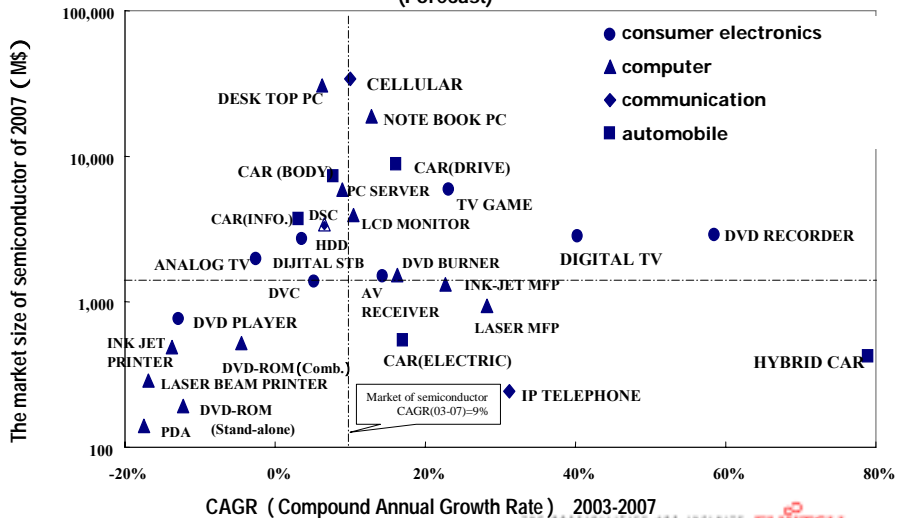 (Forecast)
The market size of semiconductor of 2007 ( M$ )
100,000
10,000
1,000
100
consumer electronics
computer
communication
automobile
DESK TOP PC
CELLULAR
NOTE BOOK PC
CAR (BODY)
CAR(DRIVE)
PC SERVER
TV GAME
CAR(INFO.)
DSC
LCD MONITOR
HDD
DVD RECORDER
ANALOG TV
DIJITAL STB
DVD BURNER
DIGITAL TV
DVC
AV
RECEIVER
INK-JET MFP
DVD PLAYER
LASER MFP
INK JET
PRINTER
DVD-ROM(Comb.)
CAR(ELECTRIC)
HYBRID CAR
LASER BEAM PRINTER
Market of semiconductor
CAGR(03-07)=9%
IP TELEPHONE
DVD-ROM
(Stand-alone)
PDA
-20%
0%
20%
40%
60%
80%
CAGR ( Compound Annual Growth Rate ) 2003-2007